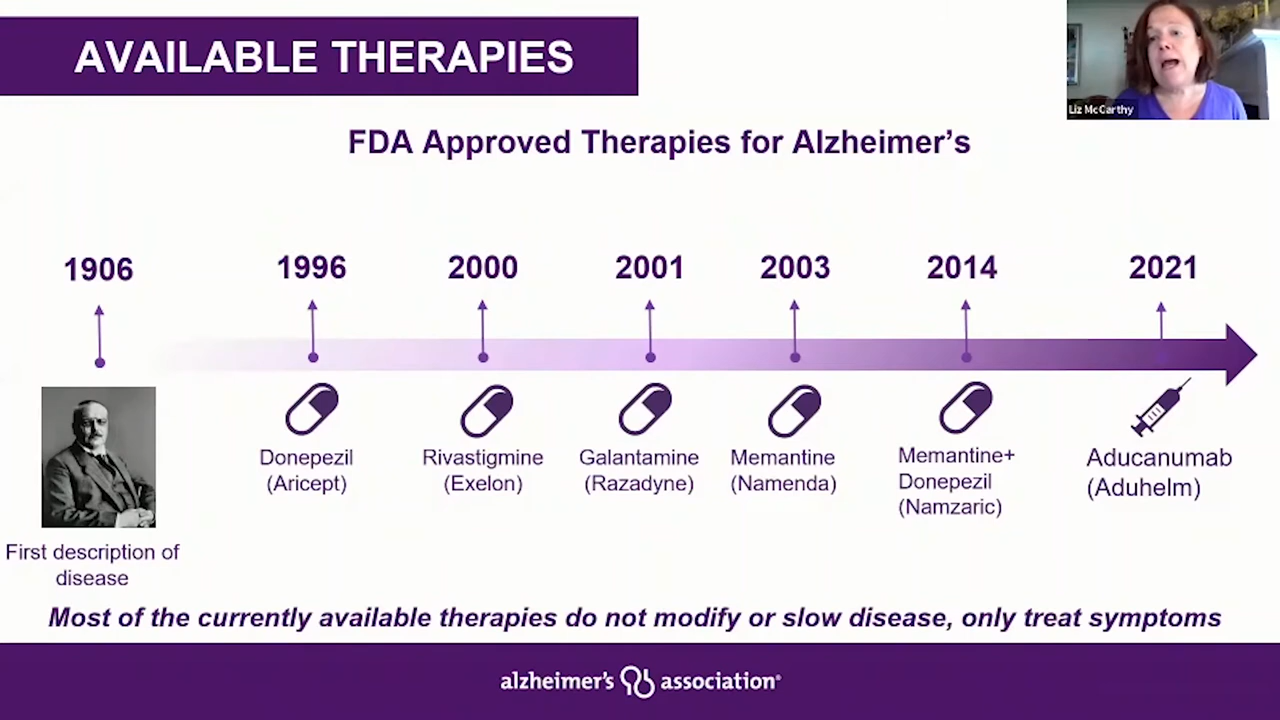 AVAILABLE THERAPIES
Liz McCarthy
FDA Approved Therapies for Alzheimer's
1906
1996
2000
2001
2003
2014
2021
Donepezil
(Aricept)
Rivastigmine
(Exelon)
Galantamine
(Razadyne)
Memantine
(Namenda)
Memantine+
Donepezil
(Namzaric)
Aducanumab
(Aduhelm)
First description of
disease
Most of the currently available therapies do not modify or slow disease, only treat symptoms
alzheimer's association®